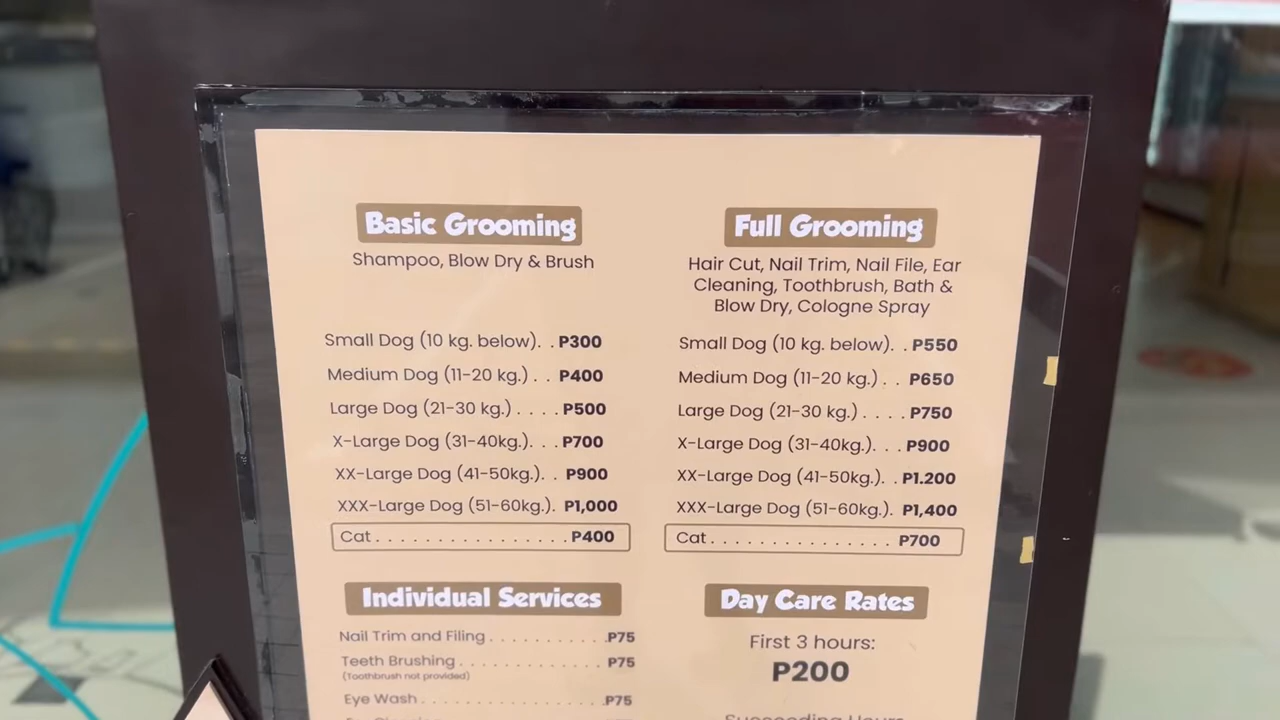 Basic Grooming
Shampoo, Blow Dry & Brush
Small Dog (10 kg. below). . P300
Medium Dog (11-20 kg.) . . P400
Large Dog (21-30 kg.) . . . . P500
X-Large Dog (31-40kg.). . . P700
XX-Large Dog (41-50kg.). . P900
XXX-Large Dog (51-60kg.). P1,000
Cat . . . . . . . . . . . . . . . . P400
Full Grooming
Hair Cut, Nail Trim, Nail File, Ear
Cleaning, Toothbrush, Bath &
Blow Dry, Cologne Spray
Small Dog (10 kg. below). . P550
Medium Dog (11-20 kg.) . . P650
Large Dog (21-30 kg.) . . . . P750
X-Large Dog (31-40kg.). . . P900
XX-Large Dog (41-50kg.). . P1.200
XXX-Large Dog (51-60kg.). P1,400
Cat . . . . . . . . . . . . . . . P700
Individual Services
Nail Trim and Filing . . . . . . . . . . P75
Teeth Brushing . . . . . . . . . . . . . P75
(Toothbrush not provided)
Eye Wash . . . . . . . . . . . . . . . . P75
Day Care Rates
First 3 hours:
P200